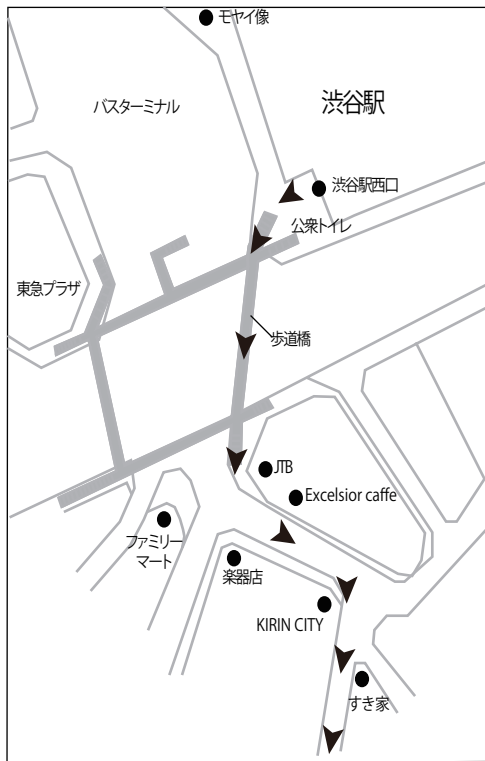 モヤイ像
バスターミナル
渋谷駅
渋谷駅西口
公衆トイレ
東急プラザ
歩道橋
JTB
Excelsior caffe
ファミリー
マート
楽器店
KIRIN CITY
すき家